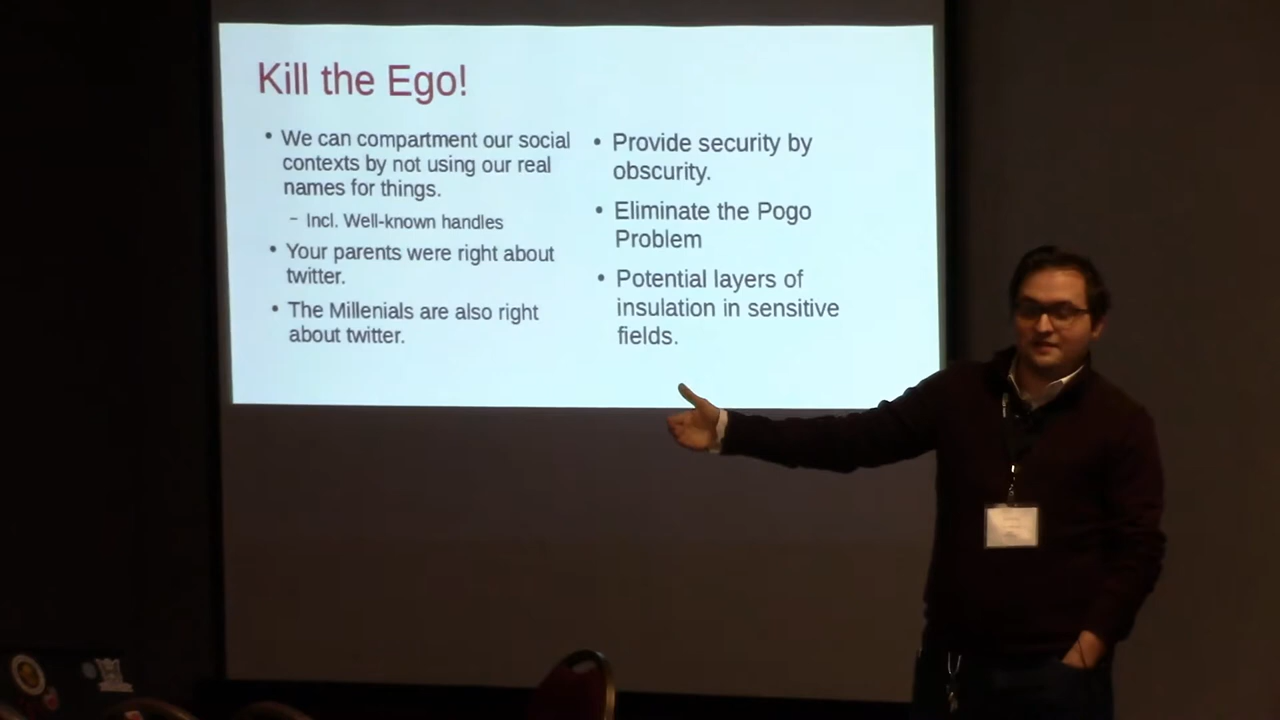 Kill the Ego!
• We can compartment our social
contexts by not using our real
names for things.
– Incl. Well-known handles
• Your parents were right about
twitter.
• The Millenials are also right
about twitter.
• Provide security by
obscurity.
• Eliminate the Pogo
Problem
• Potential layers of
insulation in sensitive
fields.